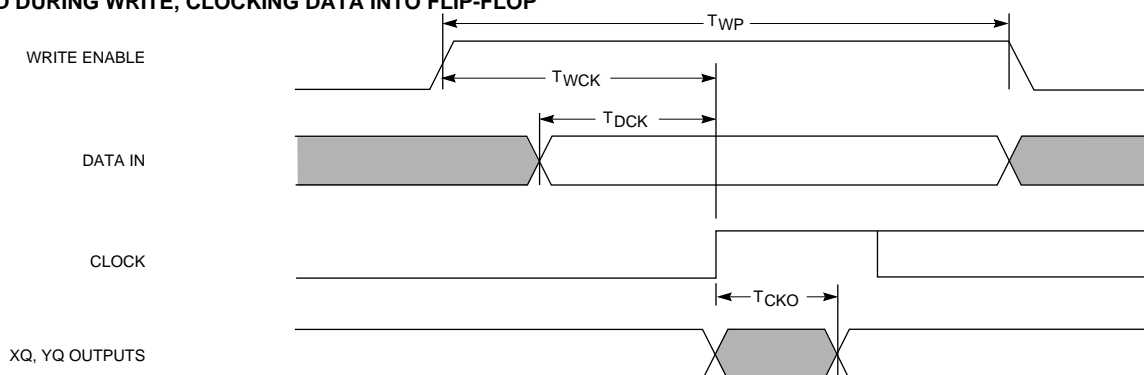 DURING WRITE, CLOCKING DATA INTO FLIP-FLOP
TWP
WRITE ENABLE
TWCK
TDCK
DATA IN
CLOCK
TCKO
XQ, YQ OUTPUTS